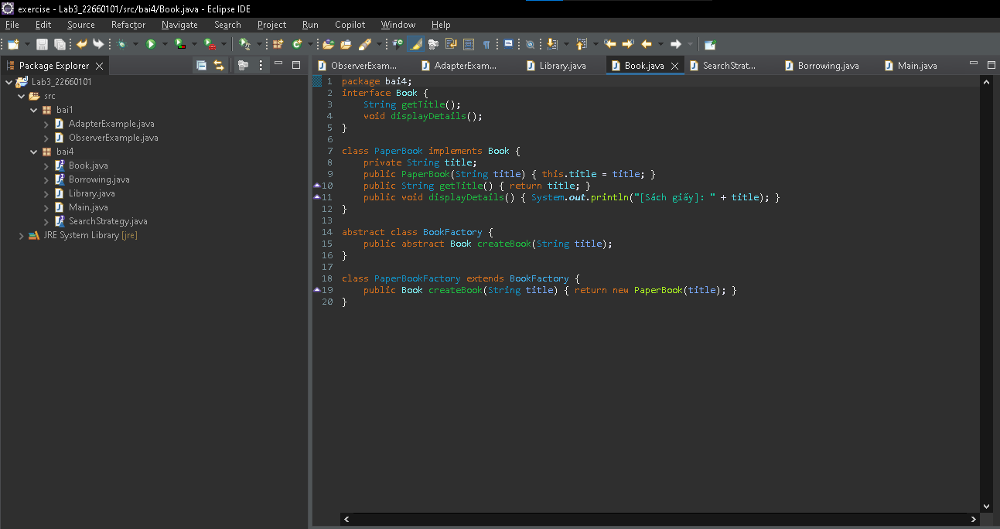 exercise - Lab3_22660101/src/bai4/Book.java - Eclipse IDE
File Edit Source Refactor Navigate Search Project Run Copilot Window Help
Package Explorer
Lab3_22660101
src
bai1
AdapterExample.java
ObserverExample.java
bai4
Book.java
Borrowing.java
Library.java
Main.java
SearchStrategy.java
JRE System Library [jre]
ObserverExam... AdapterExam... Library.java Book.java SearchStrat... Borrowing.java Main.java
1 package bai4;
2 interface Book {
3 String getTitle();
4 void displayDetails();
5 }
6
7 class PaperBook implements Book {
8 private String title;
9 public PaperBook(String title) { this.title = title; }
10 public String getTitle() { return title; }
11 public void displayDetails() { System.out.println("[Sách giấy]: " + title); }
12 }
13
14 abstract class BookFactory {
15 public abstract Book createBook(String title);
16 }
17
18 class PaperBookFactory extends BookFactory {
19 public Book createBook(String title) { return new PaperBook(title); }
20 }